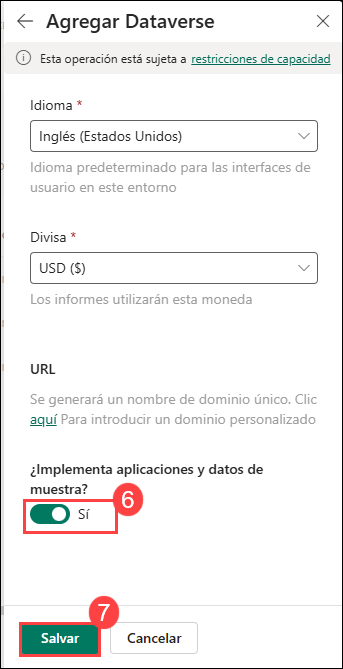 Agregar Dataverse
Esta operación está sujeta a restricciones de capacidad
Idioma *
Inglés (Estados Unidos)
Idioma predeterminado para las interfaces de
usuario en este entorno
Divisa *
USD ($)
Los informes utilizarán esta moneda
URL
Se generará un nombre de dominio único. Clic
aquí Para introducir un dominio personalizado
¿Implementa aplicaciones y datos de
muestra?
6
Sí
7
Salvar Cancelar